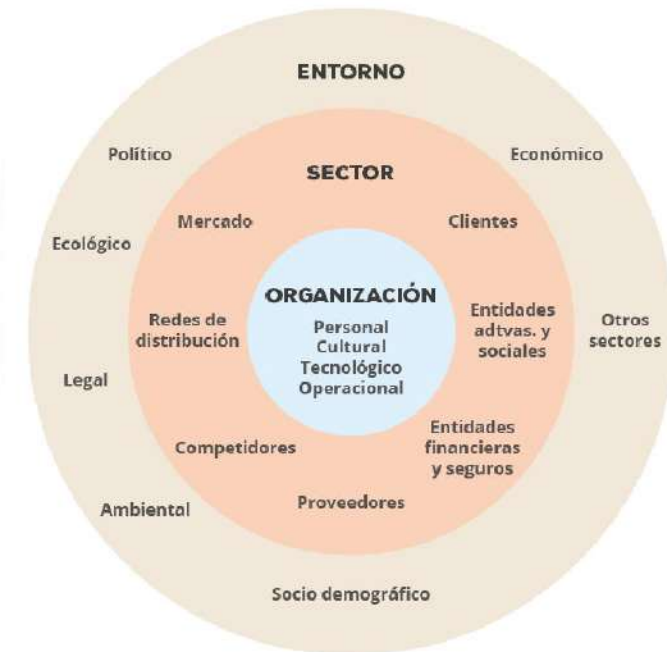 ENTORNO
Político
Económico
SECTOR
Mercado
Clientes
Ecológico
ORGANIZACIÓN
Personal
Cultural
Tecnológico
Operacional
Redes de
distribución
Entidades
adtvas. y
sociales
Otros
sectores
Legal
Competidores
Entidades
financieras
y seguros
Ambiental
Proveedores
Socio demográfico